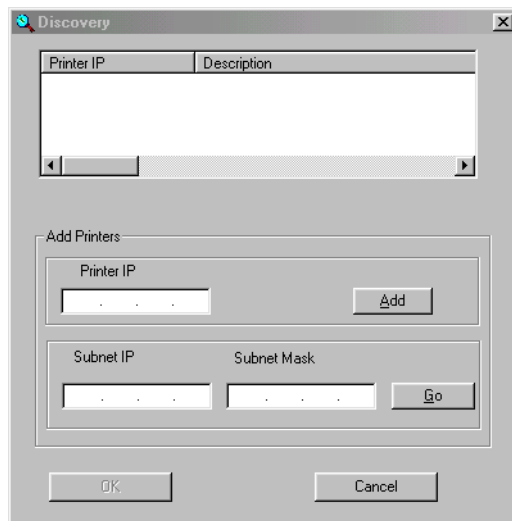 Discovery
Printer IP Description
Add Printers
Printer IP
. . .
Add
Subnet IP Subnet Mask
. . . . . . Go
OK Cancel